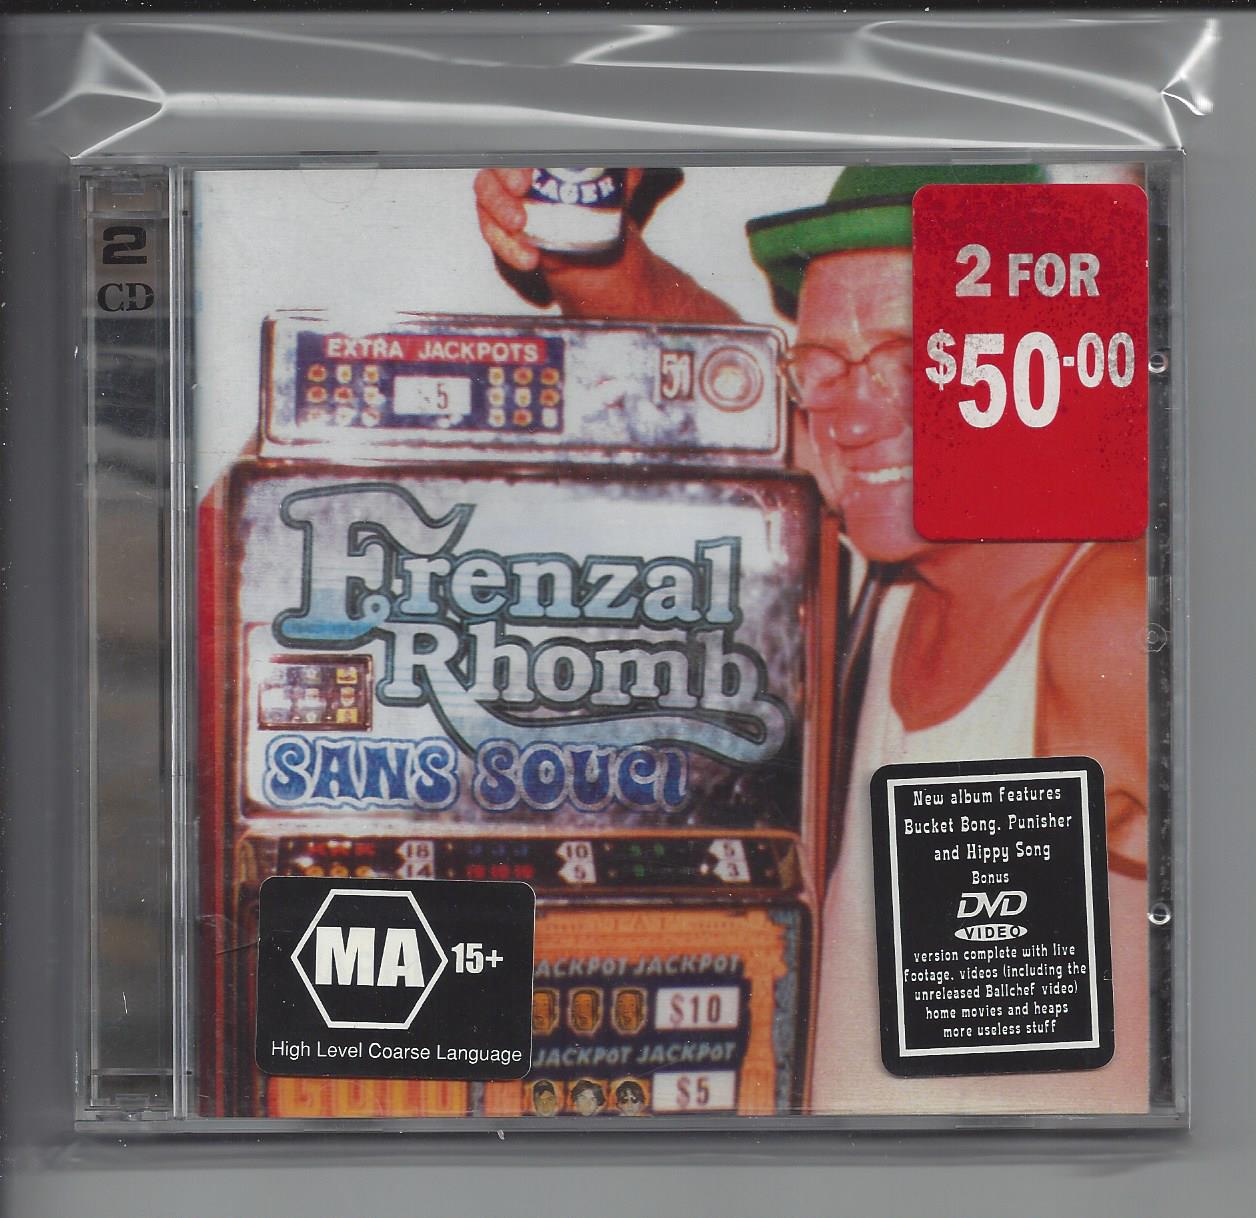 2
CD
LAGER
2 FOR
$50.00
EXTRA JACKPOTS
5
51
Frenzal
Rhomb
SANS SOUCI
18
10
5
14
5
3
MA 15+
High Level Coarse Language
JACKPOT JACKPOT
$10
JACKPOT JACKPOT
$5
GOLD
New album features
Bucket Bong, Punisher
and Hippy Song
Bonus
DVD
VIDEO
version complete with live
footage, videos (including the
unreleased Ballchef video)
home movies and heaps
more useless stuff